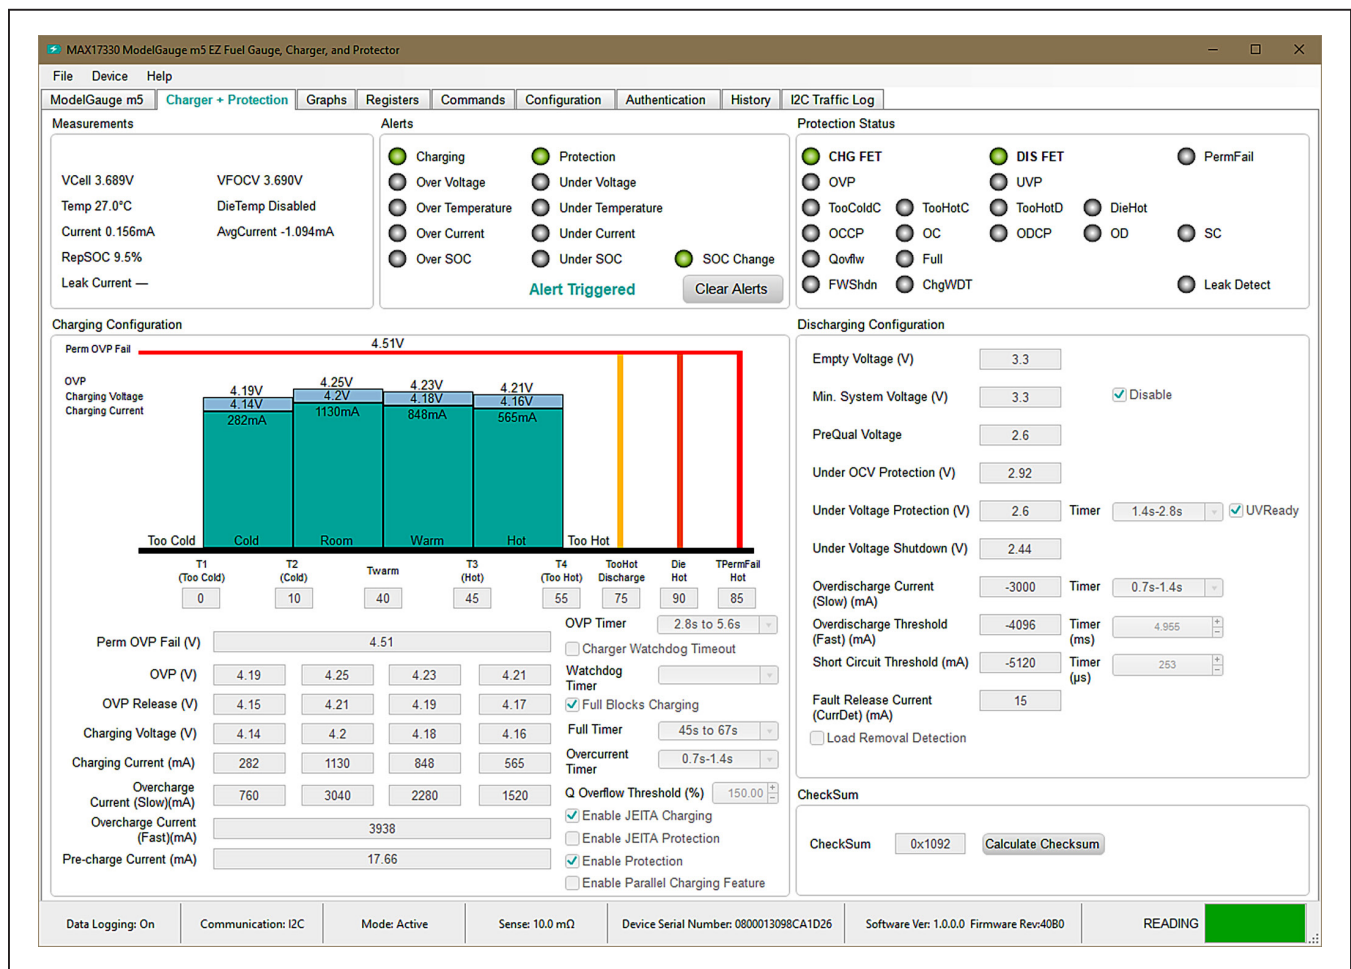 MAX17330 ModelGauge m5 EZ Fuel Gauge, Charger, and Protector
File Device Help
ModelGauge m5 Charger + Protection Graphs Registers Commands Configuration Authentication History I2C Traffic Log
Measurements
VCell 3.689V VFOCV 3.690V
Temp 27.0°C DieTemp Disabled
Current 0.156mA AvgCurrent -1.094mA
RepSOC 9.5%
Leak Current —
Alerts
Charging Protection
Over Voltage Under Voltage
Over Temperature Under Temperature
Over Current Under Current
Over SOC Under SOC SOC Change
Alert Triggered Clear Alerts
Protection Status
CHG FET DIS FET PermFail
OVP UVP
TooColdC TooHotC TooHotD DieHot
OCCP OC ODCP OD SC
Qovflw Full
FWShdn ChgWDT Leak Detect
Charging Configuration
Perm OVP Fail 4.51V
OVP 4.19V 4.25V 4.23V 4.21V
Charging Voltage 4.14V 4.2V 4.18V 4.16V
Charging Current 282mA 1130mA 848mA 565mA
Too Cold Cold Room Warm Hot Too Hot
T1 T2 Twarm T3 T4 TooHot Die TPermFail
(Too Cold) (Cold) (Hot) (Too Hot) Discharge Hot Hot
0 10 40 45 55 75 90 85
Perm OVP Fail (V) 4.51
OVP (V) 4.19 4.25 4.23 4.21
OVP Release (V) 4.15 4.21 4.19 4.17
Charging Voltage (V) 4.14 4.2 4.18 4.16
Charging Current (mA) 282 1130 848 565
Overcharge
Current (Slow)(mA) 760 3040 2280 1520
Overcharge Current
(Fast)(mA) 3938
Pre-charge Current (mA) 17.66
OVP Timer 2.8s to 5.6s
Charger Watchdog Timeout
Watchdog
Timer
Full Blocks Charging
Full Timer 45s to 67s
Overcurrent
Timer 0.7s-1.4s
Q Overflow Threshold (%) 150.00
Enable JEITA Charging
Enable JEITA Protection
Enable Protection
Enable Parallel Charging Feature
Discharging Configuration
Empty Voltage (V) 3.3
Min. System Voltage (V) 3.3 Disable
PreQual Voltage 2.6
Under OCV Protection (V) 2.92
Under Voltage Protection (V) 2.6 Timer 1.4s-2.8s UVReady
Under Voltage Shutdown (V) 2.44
Overdischarge Current
(Slow) (mA) -3000 Timer 0.7s-1.4s
Overdischarge Threshold
(Fast) (mA) -4096 Timer
(ms) 4.955
Short Circuit Threshold (mA) -5120 Timer
(µs) 253
Fault Release Current
(CurrDet) (mA) 15
Load Removal Detection
CheckSum
CheckSum 0x1092 Calculate Checksum
Data Logging: On Communication: I2C Mode: Active Sense: 10.0 mΩ Device Serial Number: 0800013098CA1D26 Software Ver: 1.0.0.0 Firmware Rev:40B0 READING